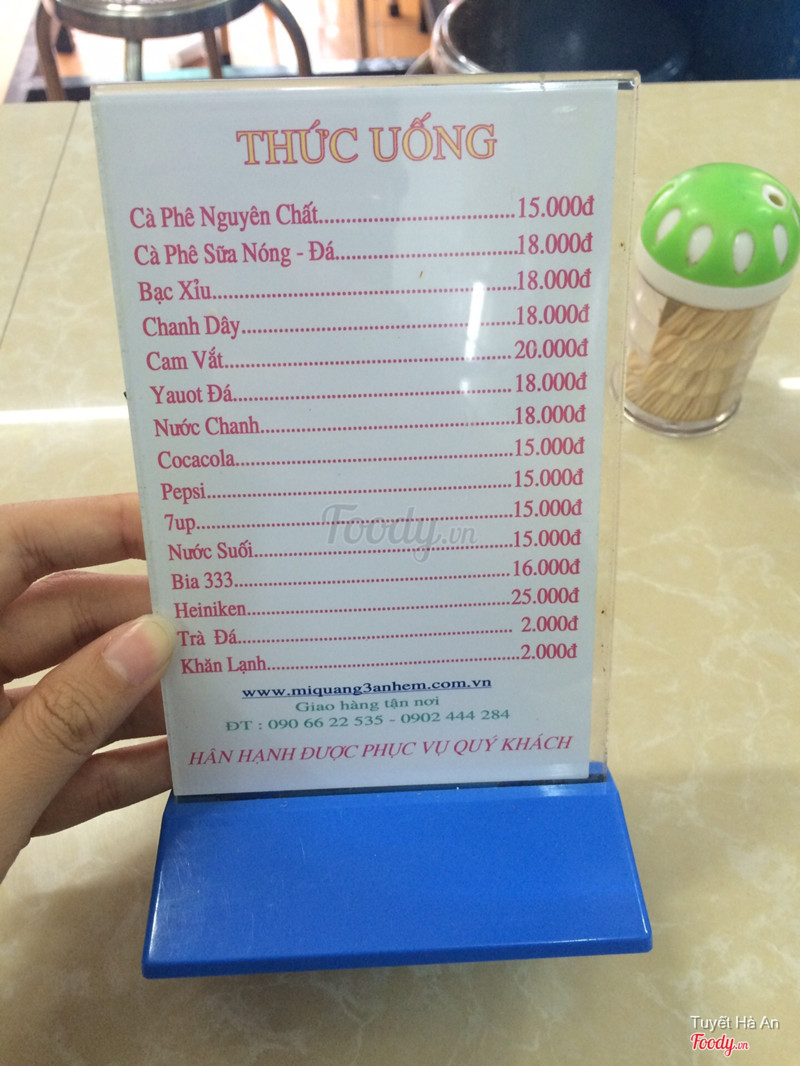 THỨC UỐNG
Cà Phê Nguyên Chất.....................................15.000đ
Cà Phê Sữa Nóng - Đá..................................18.000đ
Bạc Xỉu.........................................................18.000đ
Chanh Dây....................................................18.000đ
Cam Vắt.......................................................20.000đ
Yauot Đá......................................................18.000đ
Nước Chanh.................................................18.000đ
Cocacola......................................................15.000đ
Pepsi............................................................15.000đ
7up...............................................................15.000đ
Nước Suối....................................................15.000đ
Bia 333........................................................16.000đ
Heiniken......................................................25.000đ
Trà Đá......................................................... 2.000đ
Khăn Lạnh...................................................2.000đ
www.miquang3anhem.com.vn
Giao hàng tận nơi
ĐT : 090 66 22 535 - 0902 444 284
HÂN HẠNH ĐƯỢC PHỤC VỤ QUÝ KHÁCH
Foody.vn
Tuyết Hà An
Foody.vn